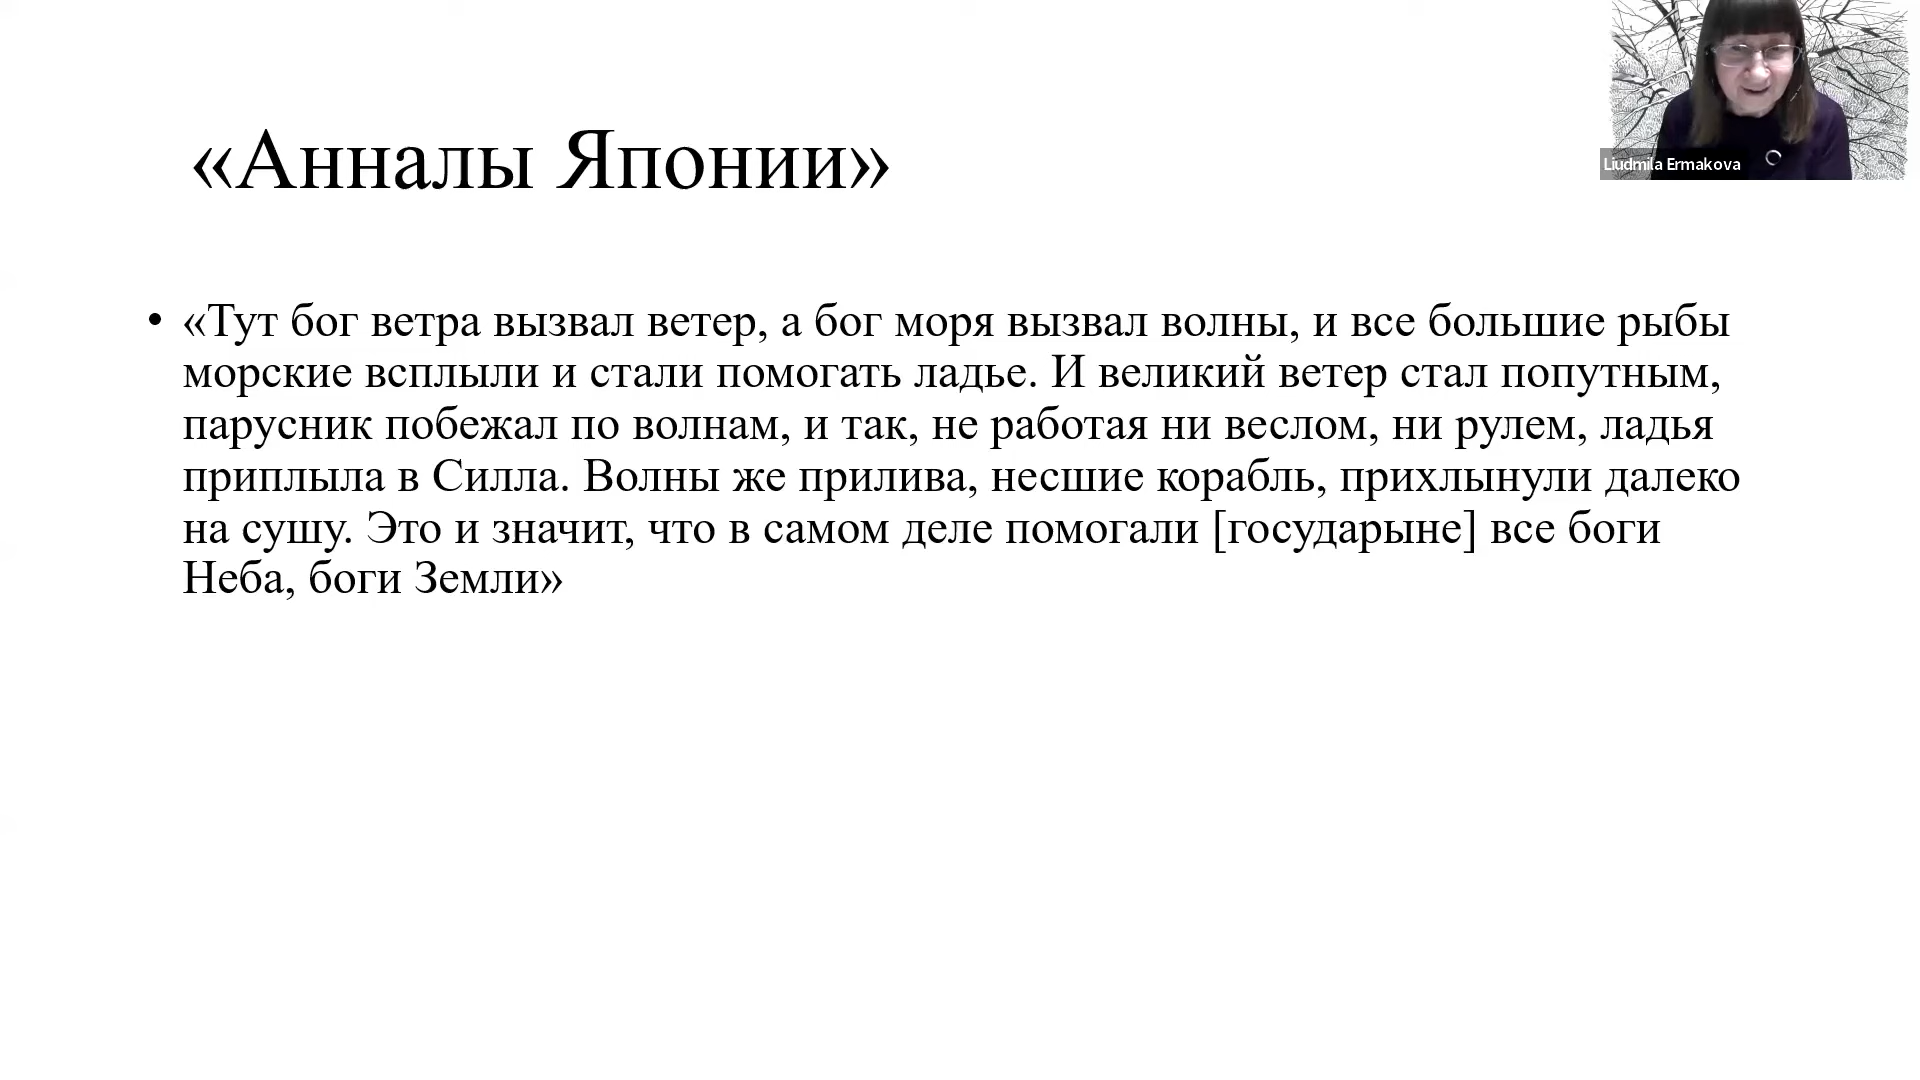 «Анналы Японии»
Liudmila Ermakova
• «Тут бог ветра вызвал ветер, а бог моря вызвал волны, и все большие рыбы
морские всплыли и стали помогать ладье. И великий ветер стал попутным,
парусник побежал по волнам, и так, не работая ни веслом, ни рулем, ладья
приплыла в Силла. Волны же прилива, несшие корабль, прихлынули далеко
на сушу. Это и значит, что в самом деле помогали [государыне] все боги
Неба, боги Земли»